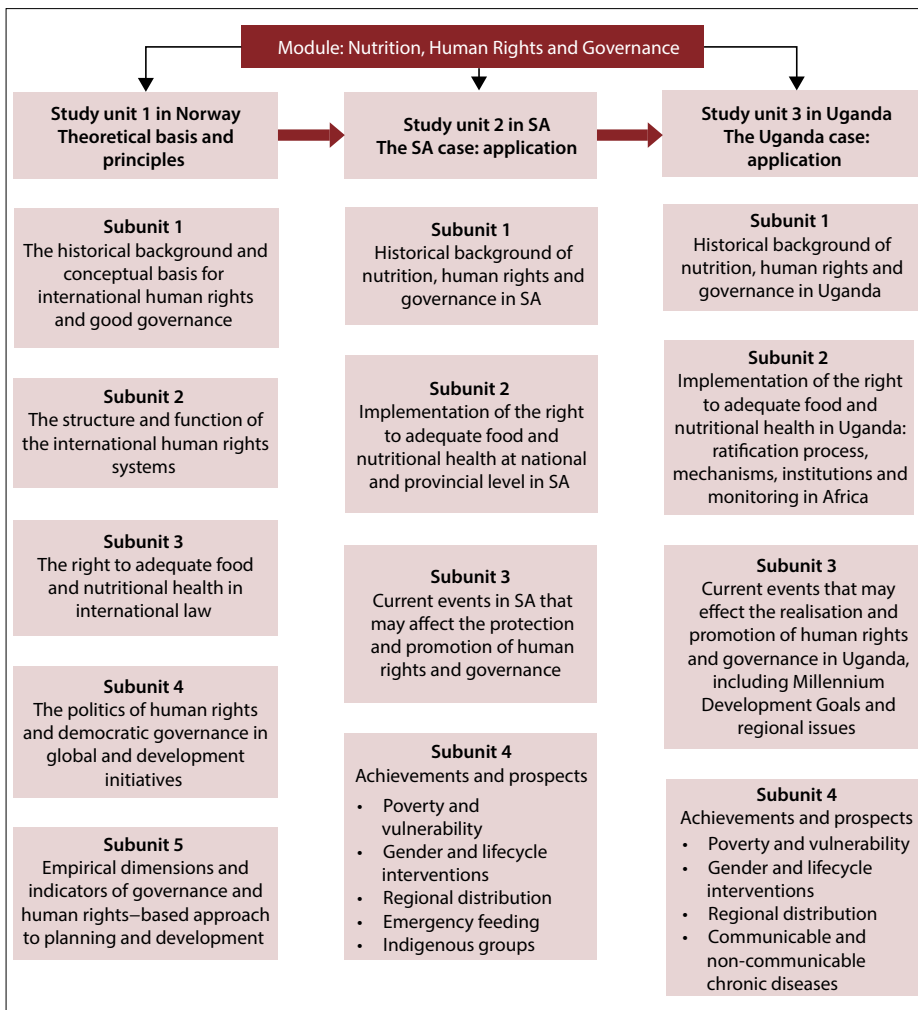 Module: Nutrition, Human Rights and Governance
Study unit 1 in Norway
Theoretical basis and
principles
Subunit 1
The historical background and
conceptual basis for
international human rights
and good governance
Subunit 2
The structure and function of
the international human rights
systems
Subunit 3
The right to adequate food
and nutritional health in
international law
Subunit 4
The politics of human rights
and democratic governance in
global and development
initiatives
Subunit 5
Empirical dimensions and
indicators of governance and
human rights–based approach
to planning and development
Study unit 2 in SA
The SA case: application
Subunit 1
Historical background of
nutrition, human rights and
governance in SA
Subunit 2
Implementation of the right
to adequate food and
nutritional health at national
and provincial level in SA
Subunit 3
Current events in SA that
may affect the protection
and promotion of human
rights and governance
Subunit 4
Achievements and prospects
• Poverty and
vulnerability
• Gender and lifecycle
interventions
• Regional distribution
• Emergency feeding
• Indigenous groups
Study unit 3 in Uganda
The Uganda case:
application
Subunit 1
Historical background of
nutrition, human rights and
governance in Uganda
Subunit 2
Implementation of the right
to adequate food and
nutritional health in Uganda:
ratification process,
mechanisms, institutions and
monitoring in Africa
Subunit 3
Current events that may
effect the realisation and
promotion of human rights
and governance in Uganda,
including Millennium
Development Goals and
regional issues
Subunit 4
Achievements and prospects
• Poverty and vulnerability
• Gender and lifecycle
interventions
• Regional distribution
• Communicable and
non-communicable
chronic diseases